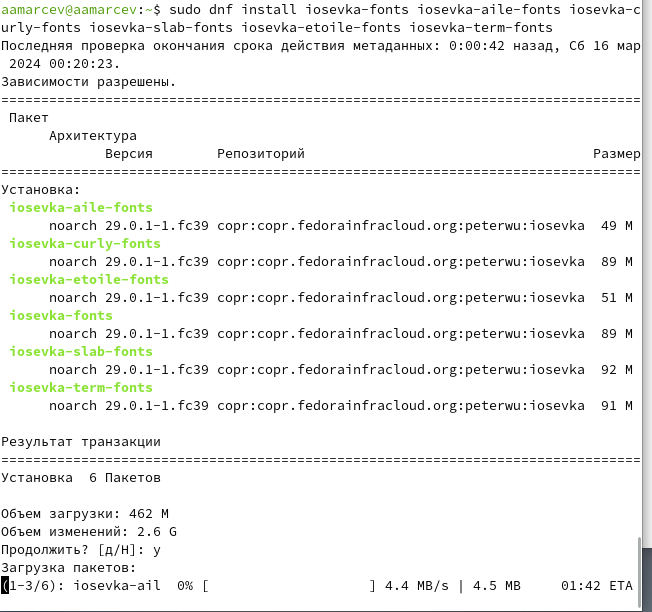 aamarcev@aamarcev:~$ sudo dnf install iosevka-fonts iosevka-aile-fonts iosevka-c
urly-fonts iosevka-slab-fonts iosevka-etoile-fonts iosevka-term-fonts
Последняя проверка окончания срока действия метаданных: 0:00:42 назад, Сб 16 мар
 2024 00:20:23.
Зависимости разрешены.
================================================================================
 Пакет
      Архитектура
             Версия        Репозиторий                                    Размер
================================================================================
Установка:
 iosevka-aile-fonts
      noarch 29.0.1-1.fc39 copr:copr.fedorainfracloud.org:peterwu:iosevka  49 M
 iosevka-curly-fonts
      noarch 29.0.1-1.fc39 copr:copr.fedorainfracloud.org:peterwu:iosevka  89 M
 iosevka-etoile-fonts
      noarch 29.0.1-1.fc39 copr:copr.fedorainfracloud.org:peterwu:iosevka  51 M
 iosevka-fonts
      noarch 29.0.1-1.fc39 copr:copr.fedorainfracloud.org:peterwu:iosevka  89 M
 iosevka-slab-fonts
      noarch 29.0.1-1.fc39 copr:copr.fedorainfracloud.org:peterwu:iosevka  92 M
 iosevka-term-fonts
      noarch 29.0.1-1.fc39 copr:copr.fedorainfracloud.org:peterwu:iosevka  91 M

Результат транзакции
================================================================================
Установка  6 Пакетов

Объем загрузки: 462 M
Объем изменений: 2.6 G
Продолжить? [д/Н]: y
Загрузка пакетов:
(1-3/6): iosevka-ail  0% [                    ] 4.4 MB/s | 4.5 MB     01:42 ETA